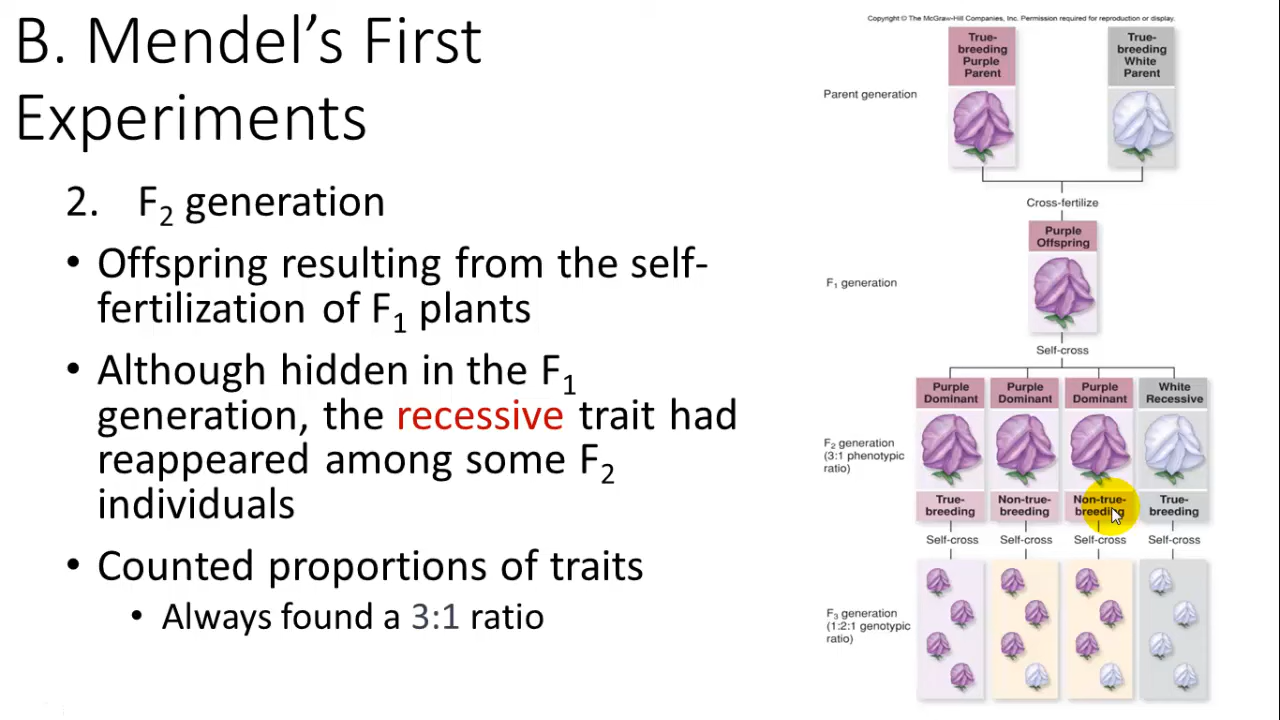 B. Mendel's First
Experiments
2. F₂ generation
• Offspring resulting from the self-
fertilization of F₁ plants
• Although hidden in the F₁
generation, the recessive trait had
reappeared among some F₂
individuals
• Counted proportions of traits
• Always found a 3:1 ratio
Copyright © The McGraw-Hill Companies, Inc. Permission required for reproduction or display.
True-
breeding
Purple
Parent
True-
breeding
White
Parent
Parent generation
Cross-fertilize
Purple
Offspring
F₁ generation
Self-cross
Purple
Dominant
Purple
Dominant
Purple
Dominant
White
Recessive
F₂ generation
(3:1 phenotypic
ratio)
True-
breeding
Non-true-
breeding
Non-true-
breeding
True-
breeding
Self-cross
Self-cross
Self-cross
Self-cross
F₃ generation
(1:2:1 genotypic
ratio)